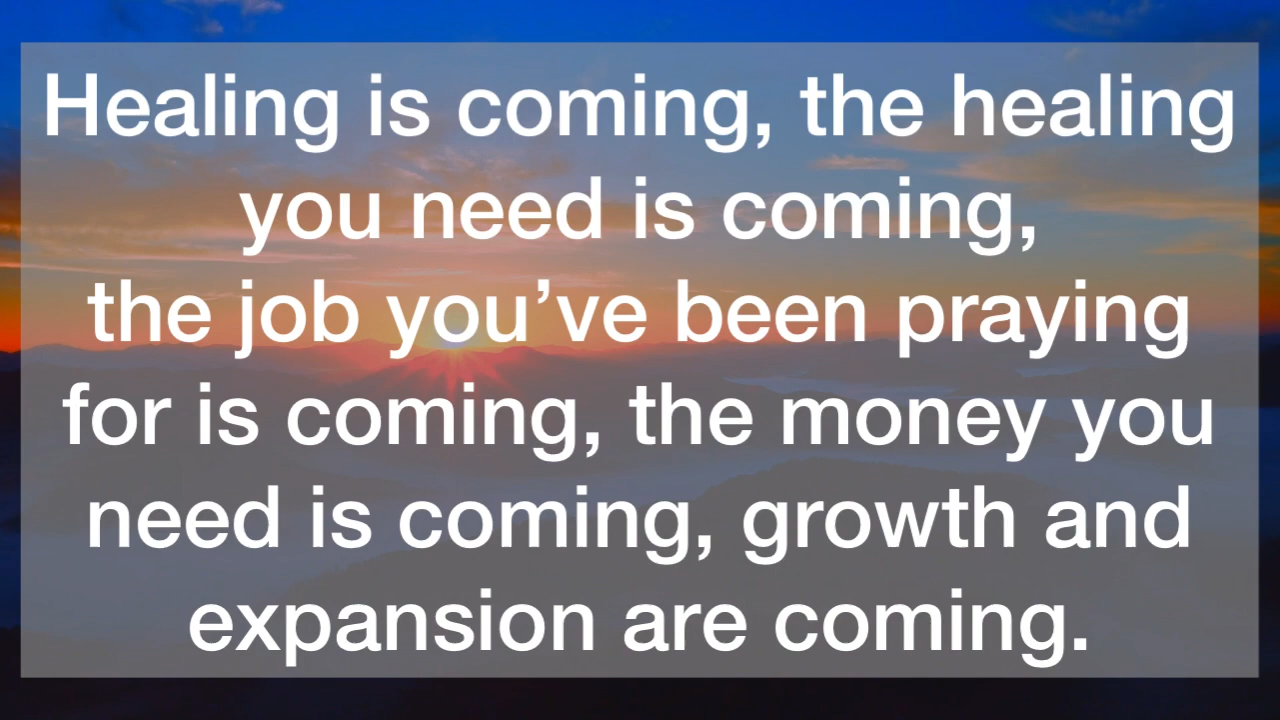 Healing is coming, the healing
you need is coming,
the job you’ve been praying
for is coming, the money you
need is coming, growth and
expansion are coming.